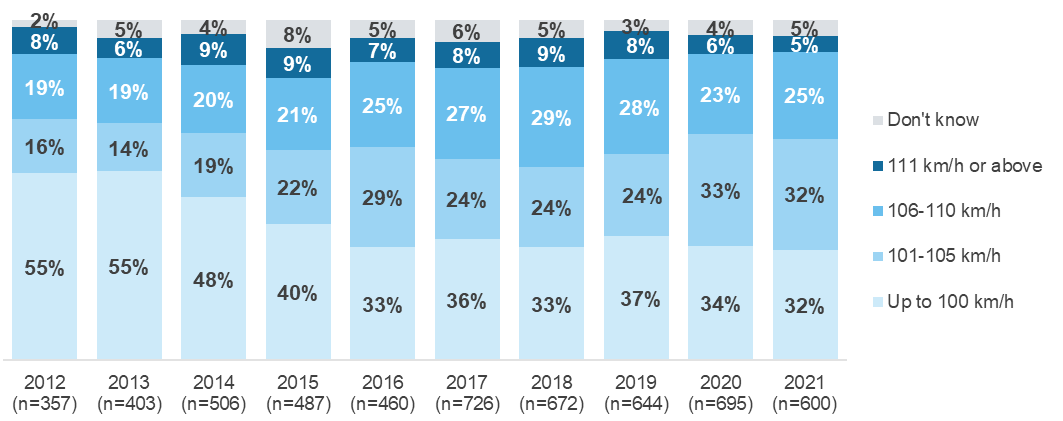 2% 5% 4% 8% 5% 6% 5% 3% 4% 5%
8% 6% 9% 9% 7% 8% 9% 8% 6% 5%
19% 19% 20% 21% 25% 27% 29% 28% 23% 25%
16% 14% 19% 22% 29% 24% 24% 24% 33% 32%
55% 55% 48% 40% 33% 36% 33% 37% 34% 32%
2012 2013 2014 2015 2016 2017 2018 2019 2020 2021
(n=357) (n=403) (n=506) (n=487) (n=460) (n=726) (n=672) (n=644) (n=695) (n=600)
Don't know
111 km/h or above
106-110 km/h
101-105 km/h
Up to 100 km/h